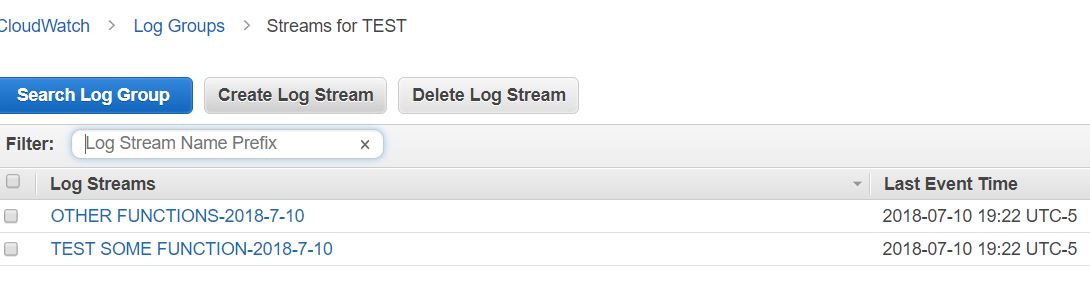 CloudWatch > Log Groups > Streams for TEST
Search Log Group Create Log Stream Delete Log Stream
Filter: Log Stream Name Prefix ×
Log Streams Last Event Time
OTHER FUNCTIONS-2018-7-10 2018-07-10 19:22 UTC-5
TEST SOME FUNCTION-2018-7-10 2018-07-10 19:22 UTC-5